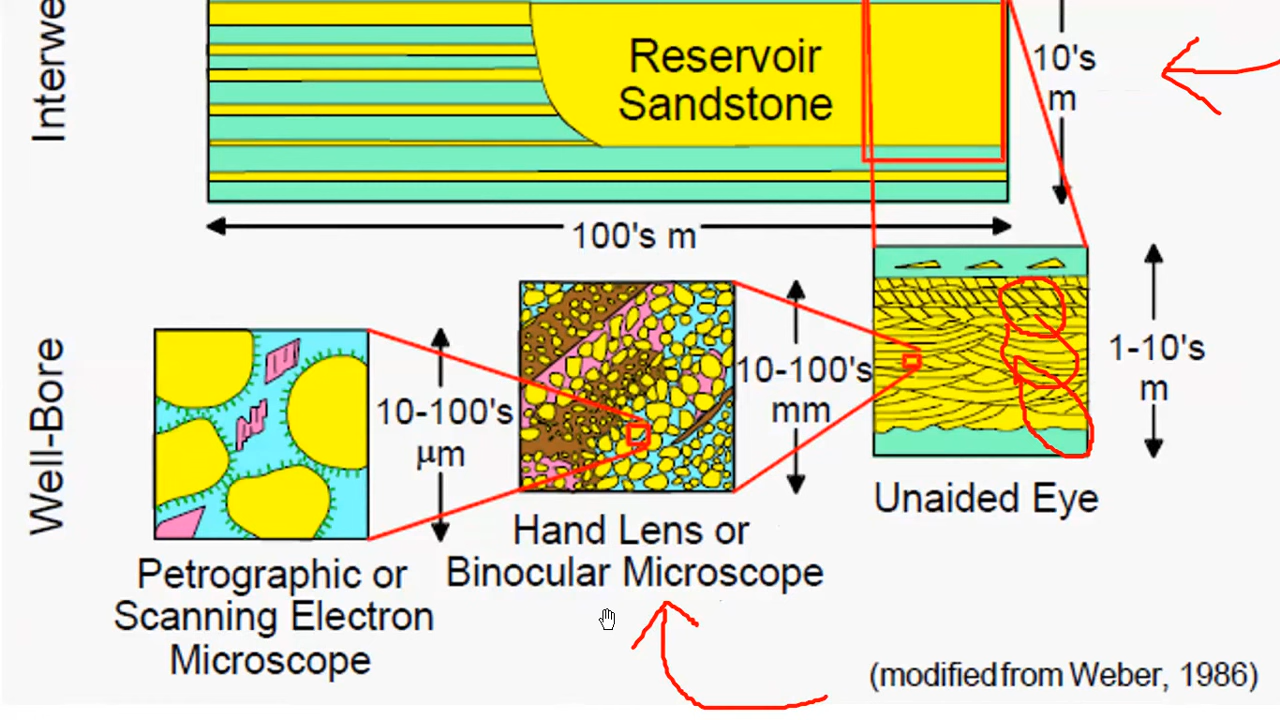 Interwe
Reservoir
Sandstone
10's
m
100's m
Well-Bore
10-100's
μm
10-100's
mm
1-10's
m
Unaided Eye
Hand Lens or
Binocular Microscope
Petrographic or
Scanning Electron
Microscope
(modified from Weber, 1986)